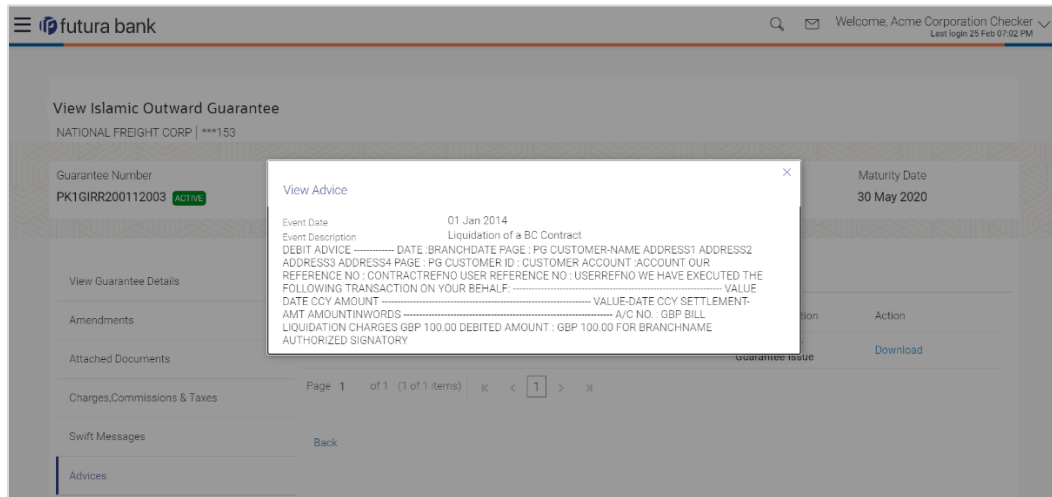 futura bank
Welcome, Acme Corporation Checker
Last login 25 Feb 07:02 PM
View Islamic Outward Guarantee
NATIONAL FREIGHT CORP | ***153
Guarantee Number
PK1GIRR200112003 ACTIVE
Maturity Date
30 May 2020
View Advice
Event Date 01 Jan 2014
Event Description Liquidation of a BC Contract
DEBIT ADVICE ------------ DATE :BRANCHDATE PAGE : PG CUSTOMER-NAME ADDRESS1 ADDRESS2
ADDRESS3 ADDRESS4 PAGE : PG CUSTOMER ID : CUSTOMER ACCOUNT :ACCOUNT OUR
REFERENCE NO : CONTRACTREFNO USER REFERENCE NO : USERREFNO WE HAVE EXECUTED THE
FOLLOWING TRANSACTION ON YOUR BEHALF: ------------------------------------------------------- VALUE
DATE CCY AMOUNT ------------------------------------------------------- VALUE-DATE CCY SETTLEMENT-
AMT AMOUNTINWORDS ------------------------------------------------------- A/C NO. : GBP BILL
LIQUIDATION CHARGES GBP 100.00 DEBITED AMOUNT : GBP 100.00 FOR BRANCHNAME
AUTHORIZED SIGNATORY
View Guarantee Details
Amendments
Attached Documents
Charges,Commissions & Taxes
Swift Messages
Advices
Action
Guarantee Issue
Download
Page 1 of 1 (1 of 1 items) 1
Back